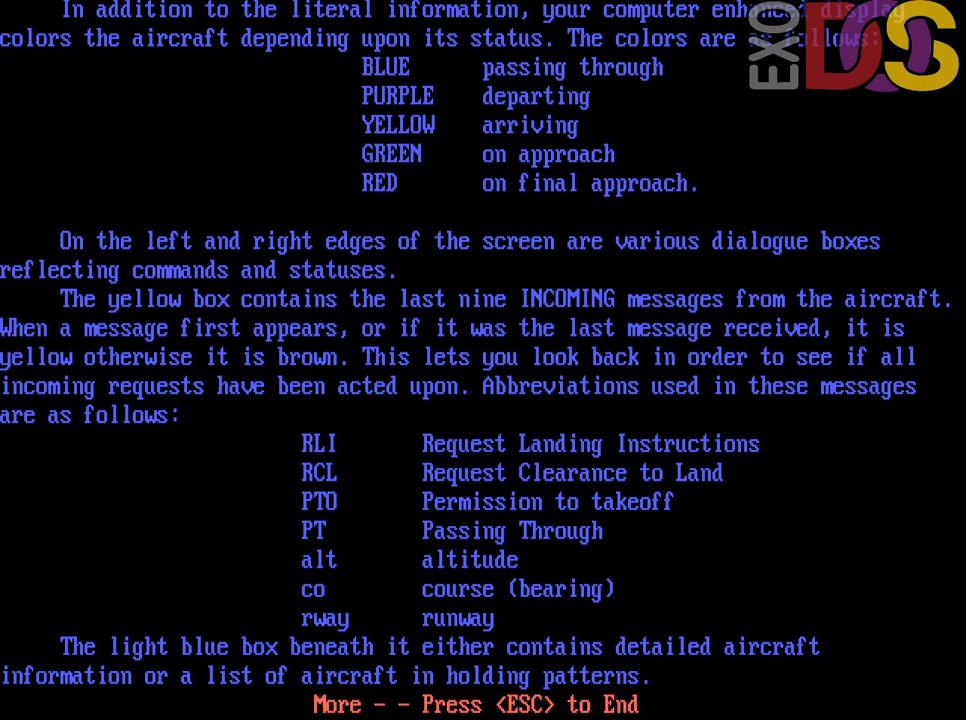 In addition to the literal information, your computer enhanced display
colors the aircraft depending upon its status. The colors are as follows:
BLUE passing through
PURPLE departing
YELLOW arriving
GREEN on approach
RED on final approach.
On the left and right edges of the screen are various dialogue boxes
reflecting commands and statuses.
The yellow box contains the last nine INCOMING messages from the aircraft.
When a message first appears, or if it was the last message received, it is
yellow otherwise it is brown. This lets you look back in order to see if all
incoming requests have been acted upon. Abbreviations used in these messages
are as follows:
RLI Request Landing Instructions
RCL Request Clearance to Land
PTO Permission to takeoff
PT Passing Through
alt altitude
co course (bearing)
rway runway
The light blue box beneath it either contains detailed aircraft
information or a list of aircraft in holding patterns.
More - - Press <ESC> to End
EXO DOS